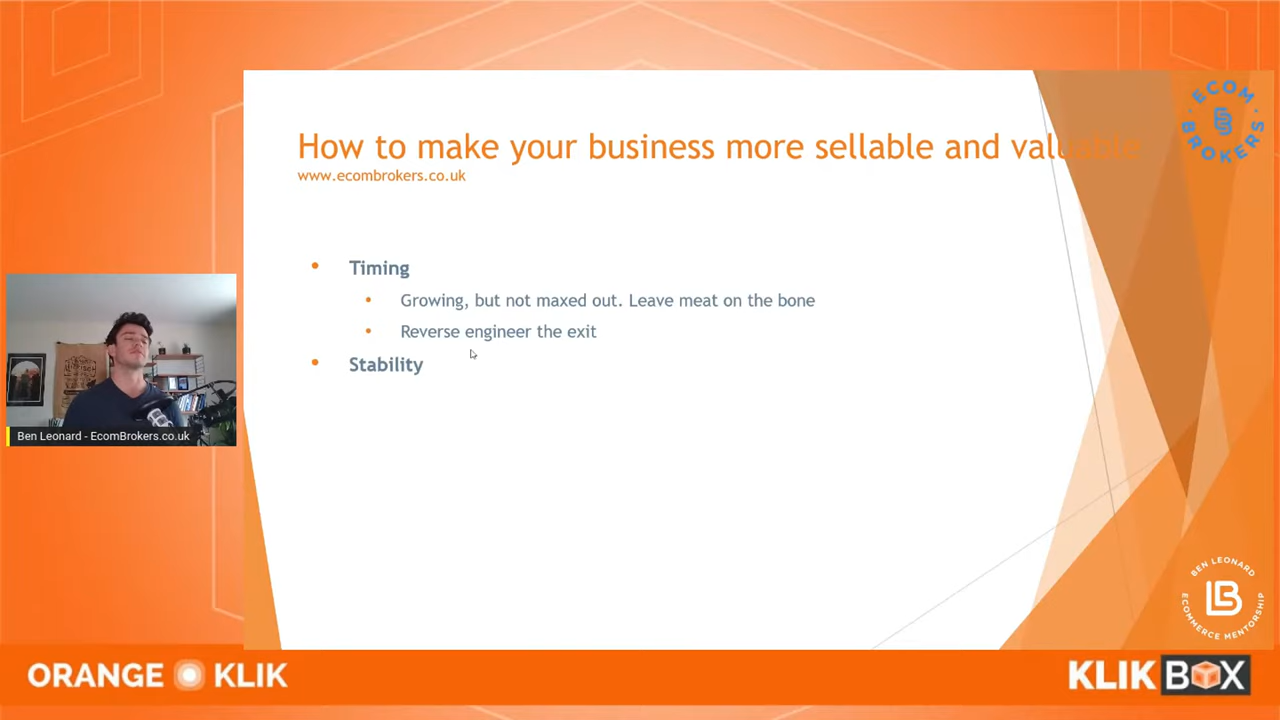 How to make your business more sellable and valuable
www.ecombrokers.co.uk
ECOM BROKERS
• Timing
• Growing, but not maxed out. Leave meat on the bone
• Reverse engineer the exit
• Stability
Ben Leonard - EcomBrokers.co.uk
BEN LEONARD
LB
ECOMMERCE MENTORSHIP
ORANGE KLIK
KLIKBOX